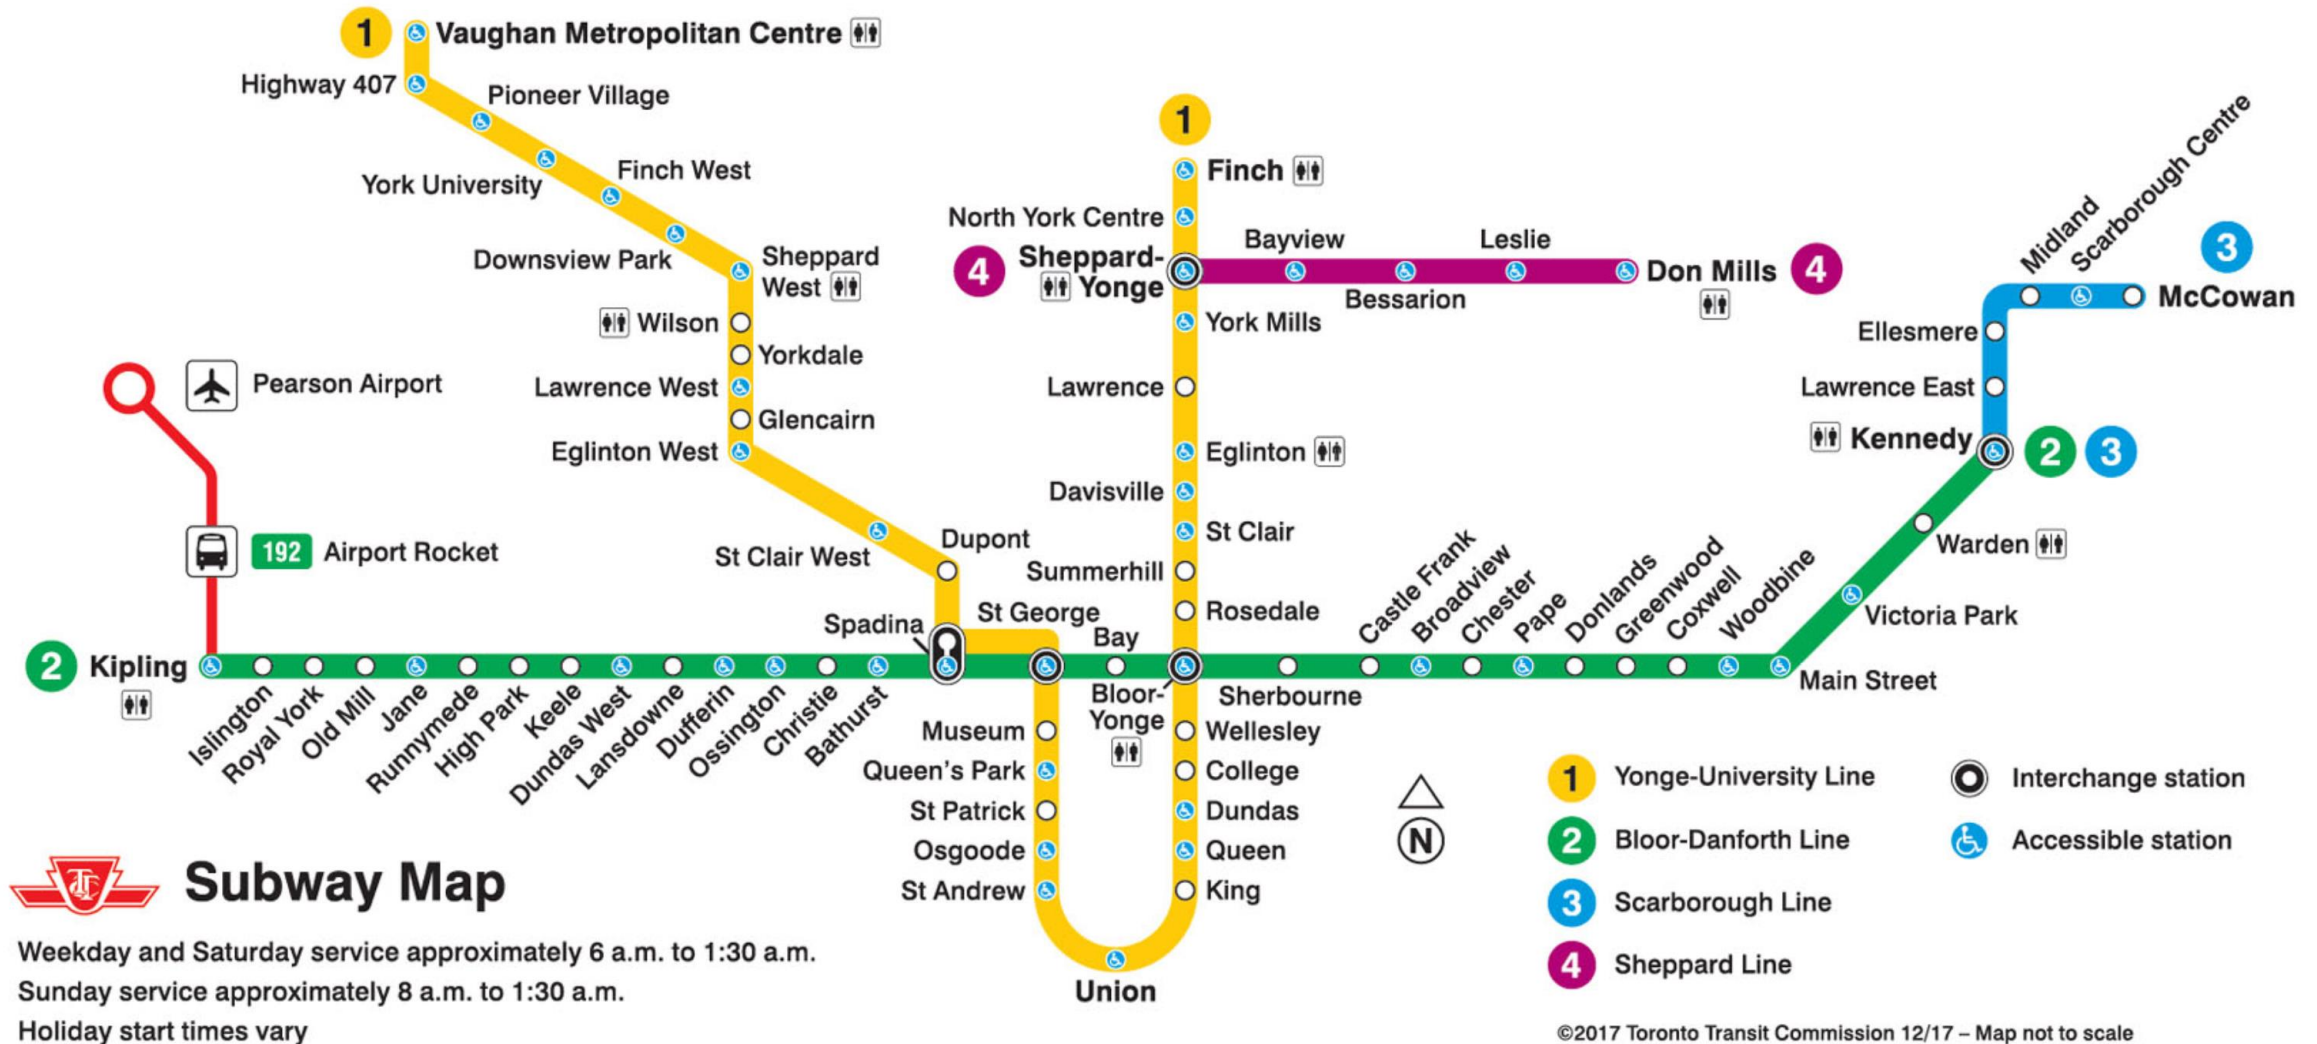 1
Vaughan Metropolitan Centre
Highway 407
Pioneer Village
York University
Finch West
Downsview Park
Sheppard
West
Wilson
Yorkdale
Lawrence West
Glencairn
Eglinton West
St Clair West
Dupont
Spadina
St George
1
Finch
North York Centre
4
Sheppard-
Yonge
Bayview
Bessarion
Leslie
Don Mills
4
York Mills
Lawrence
Eglinton
Davisville
St Clair
Summerhill
Rosedale
Bay
Bloor-
Yonge
Midland
Scarborough Centre
3
McCowan
Ellesmere
Lawrence East
Kennedy
2
3
Warden
Victoria Park
Main Street
Pearson Airport
192
Airport Rocket
2
Kipling
Islington
Royal York
Old Mill
Jane
Runnymede
High Park
Keele
Dundas West
Lansdowne
Dufferin
Ossington
Christie
Bathurst
Sherbourne
Castle Frank
Broadview
Chester
Pape
Donlands
Greenwood
Coxwell
Woodbine
Museum
Queen's Park
St Patrick
Osgoode
St Andrew
Union
Wellesley
College
Dundas
Queen
King
N
1 Yonge-University Line
2 Bloor-Danforth Line
3 Scarborough Line
4 Sheppard Line
Interchange station
Accessible station
TTC
Subway Map
Weekday and Saturday service approximately 6 a.m. to 1:30 a.m.
Sunday service approximately 8 a.m. to 1:30 a.m.
Holiday start times vary
©2017 Toronto Transit Commission 12/17 – Map not to scale